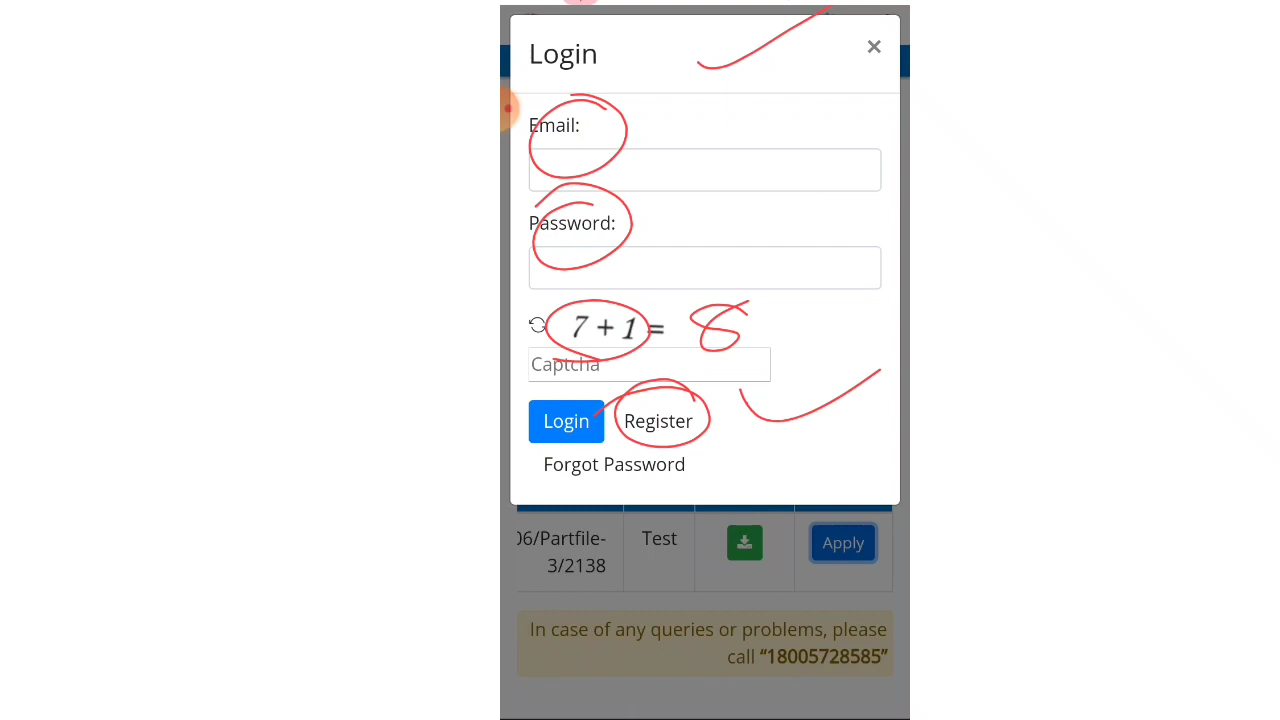 Login ×
Email:
Password:
7 + 1 = 8
Captcha
Login Register
Forgot Password
06/Partfile- Test Apply
3/2138
In case of any queries or problems, please
call “18005728585”